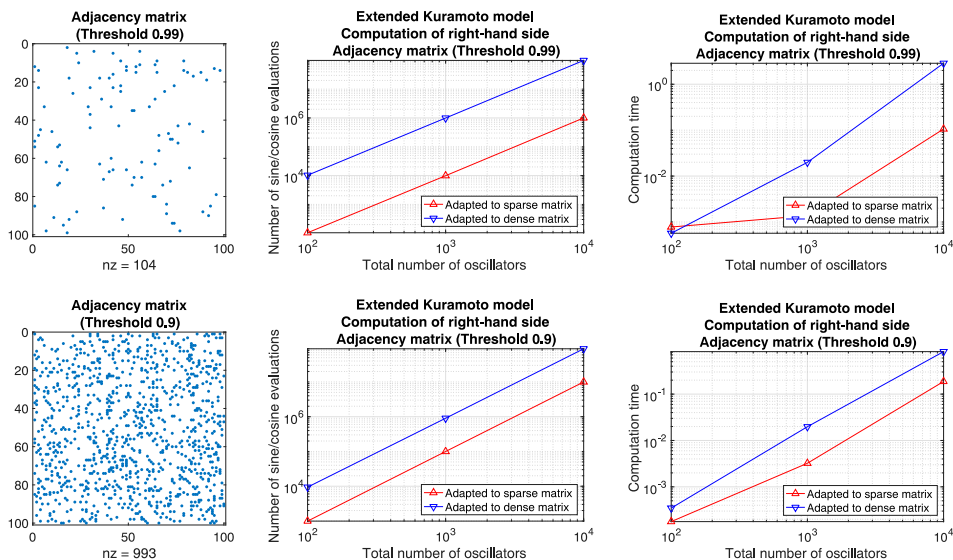 Adjacency matrix
(Threshold 0.99)
0
20
40
60
80
100
0 50 100
nz = 104
Extended Kuramoto model
Computation of right-hand side
Adjacency matrix (Threshold 0.99)
Number of sine/cosine evaluations
10^6
10^4
Adapted to sparse matrix
Adapted to dense matrix
10^2 10^3 10^4
Total number of oscillators
Extended Kuramoto model
Computation of right-hand side
Adjacency matrix (Threshold 0.99)
Computation time
10^0
10^-2
Adapted to sparse matrix
Adapted to dense matrix
10^2 10^3 10^4
Total number of oscillators
Adjacency matrix
(Threshold 0.9)
0
20
40
60
80
100
0 50 100
nz = 993
Extended Kuramoto model
Computation of right-hand side
Adjacency matrix (Threshold 0.9)
Number of sine/cosine evaluations
10^6
10^4
Adapted to sparse matrix
Adapted to dense matrix
10^2 10^3 10^4
Total number of oscillators
Extended Kuramoto model
Computation of right-hand side
Adjacency matrix (Threshold 0.9)
Computation time
10^-1
10^-2
10^-3
Adapted to sparse matrix
Adapted to dense matrix
10^2 10^3 10^4
Total number of oscillators